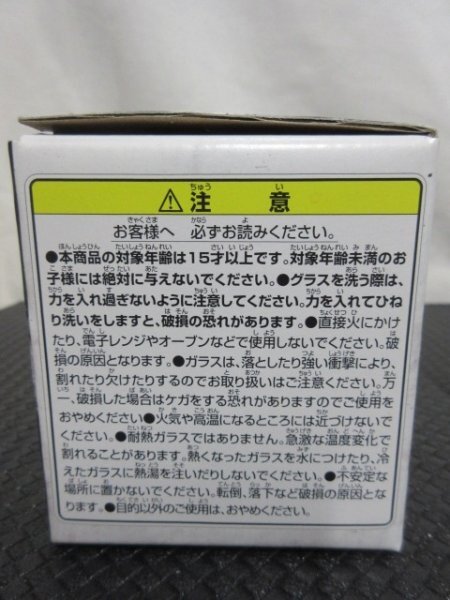 ⚠注意
お客様へ 必ずお読みください。
●本商品の対象年齢は15才以上です。対象年齢未満のお
子様には絶対に与えないでください。●グラスを洗う際は、
力を入れ過ぎないように注意してください。力を入れてひね
り洗いをしますと、破損の恐れがあります。●直接火にかけ
たり、電子レンジやオーブンなどで使用しないでください。破
損の原因となります。●ガラスは、落としたり強い衝撃により、
割れたり欠けたりするのでお取り扱いはご注意ください。万
一、破損した場合はケガをする恐れがありますのでご使用を
おやめください●火気や高温になるところには近づけないで
ください。●耐熱ガラスではありません。急激な温度変化で
割れることがあります。熱くなったガラスを水につけたり、冷
えたガラスに熱湯を注いだりしないでください。●不安定な
場所に置かないでください。転倒、落下など破損の原因とな
ります。●目的以外のご使用は、おやめください。